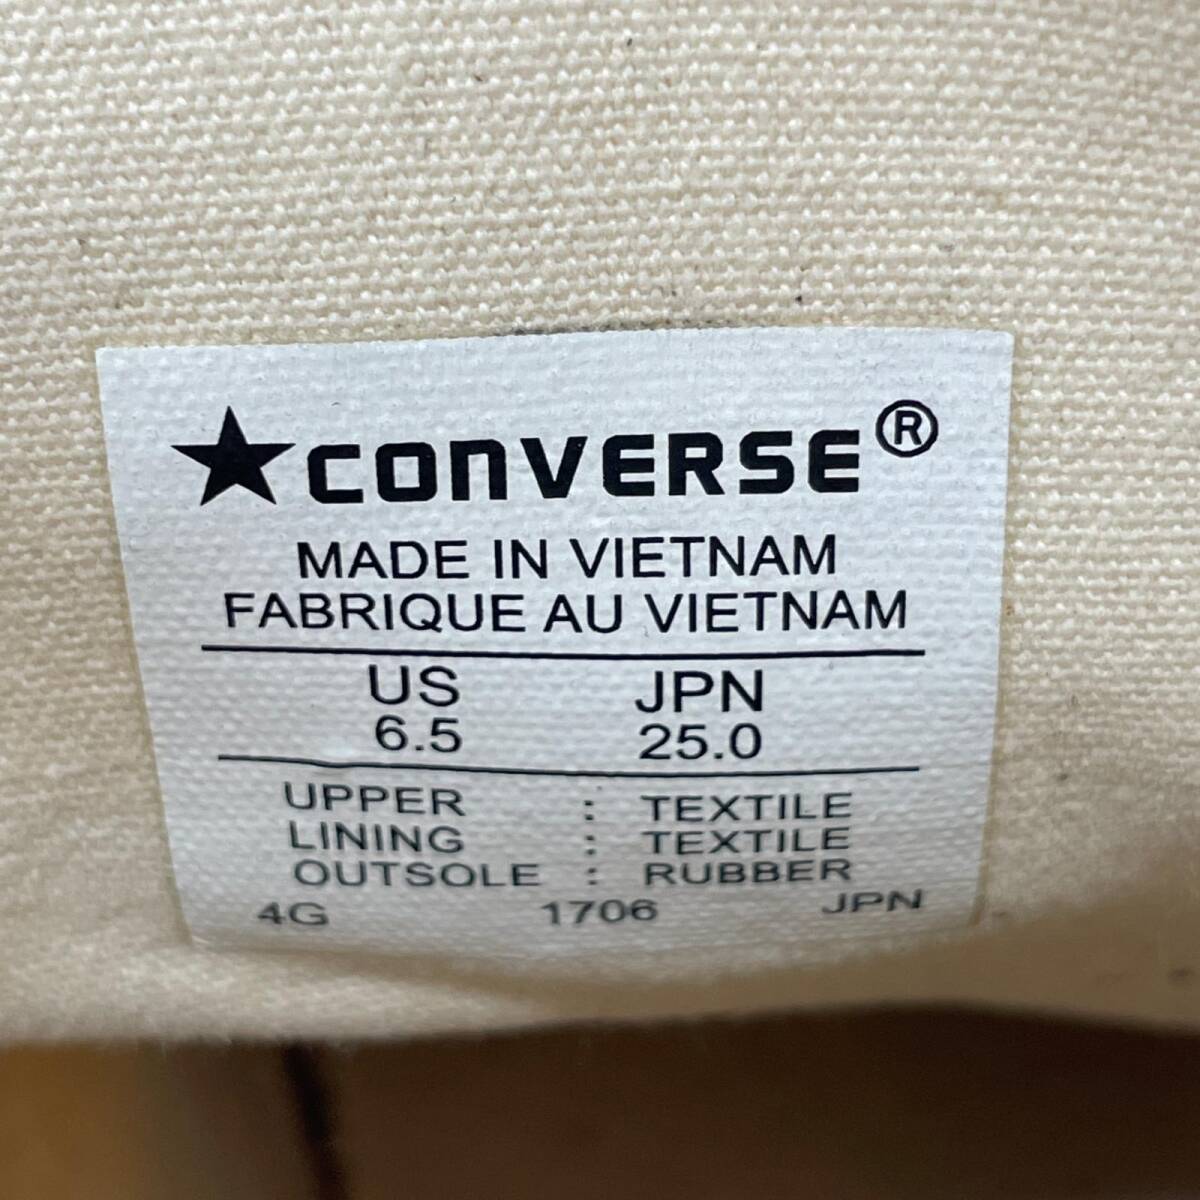 ★CONVERSE®
MADE IN VIETNAM
FABRIQUE AU VIETNAM
US JPN
6.5 25.0
UPPER : TEXTILE
LINING : TEXTILE
OUTSOLE : RUBBER
4G 1706 JPN